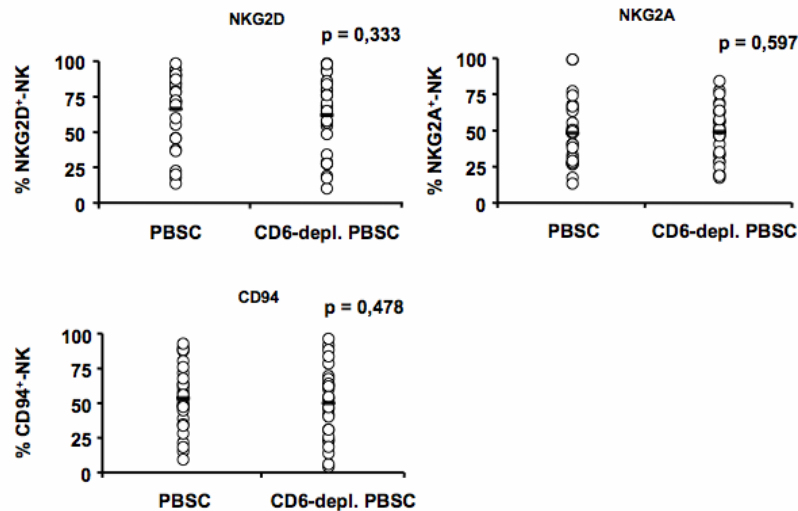 NKG2D
p = 0,333
% NKG2D+-NK
100
75
50
25
0
PBSC
CD6-depl. PBSC
NKG2A
p = 0,597
% NKG2A+-NK
100
75
50
25
0
PBSC
CD6-depl. PBSC
CD94
p = 0,478
% CD94+-NK
100
75
50
25
0
PBSC
CD6-depl. PBSC